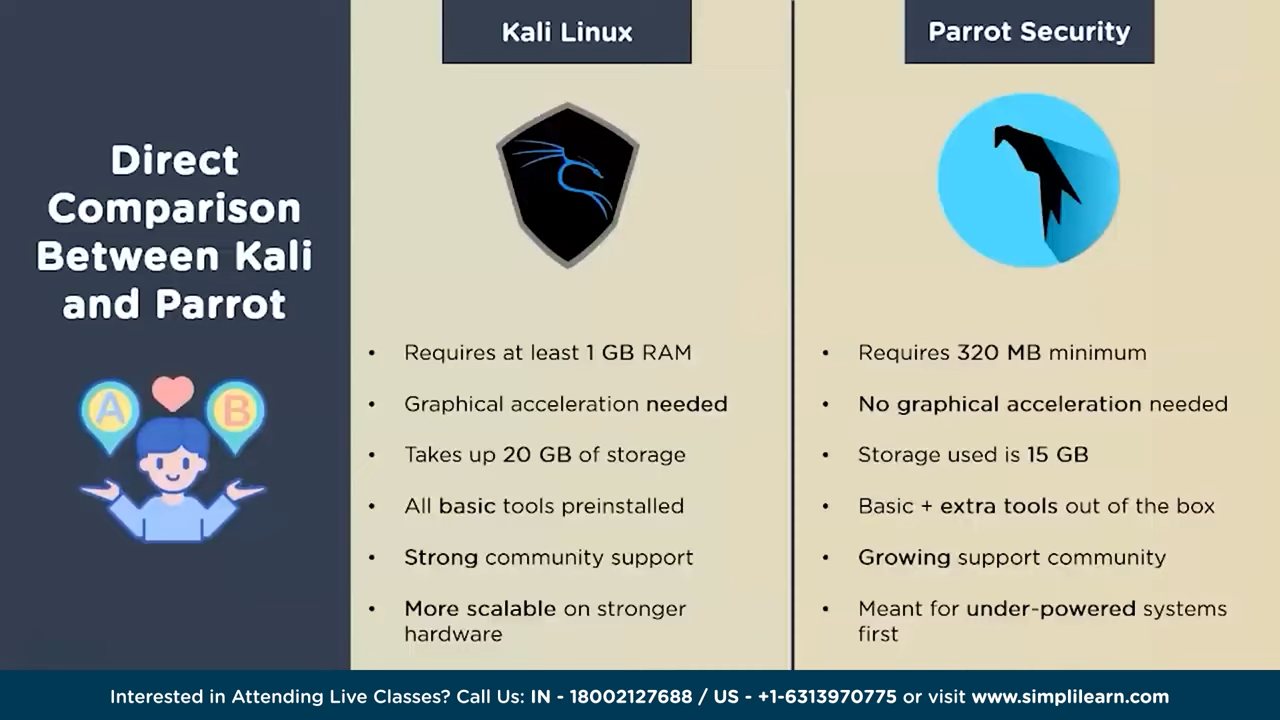 Direct
Comparison
Between Kali
and Parrot
A
B
Kali Linux
• Requires at least 1 GB RAM
• Graphical acceleration needed
• Takes up 20 GB of storage
• All basic tools preinstalled
• Strong community support
• More scalable on stronger
hardware
Parrot Security
• Requires 320 MB minimum
• No graphical acceleration needed
• Storage used is 15 GB
• Basic + extra tools out of the box
• Growing support community
• Meant for under-powered systems
first
Interested in Attending Live Classes? Call Us: IN - 18002127688 / US - +1-6313970775 or visit www.simplilearn.com